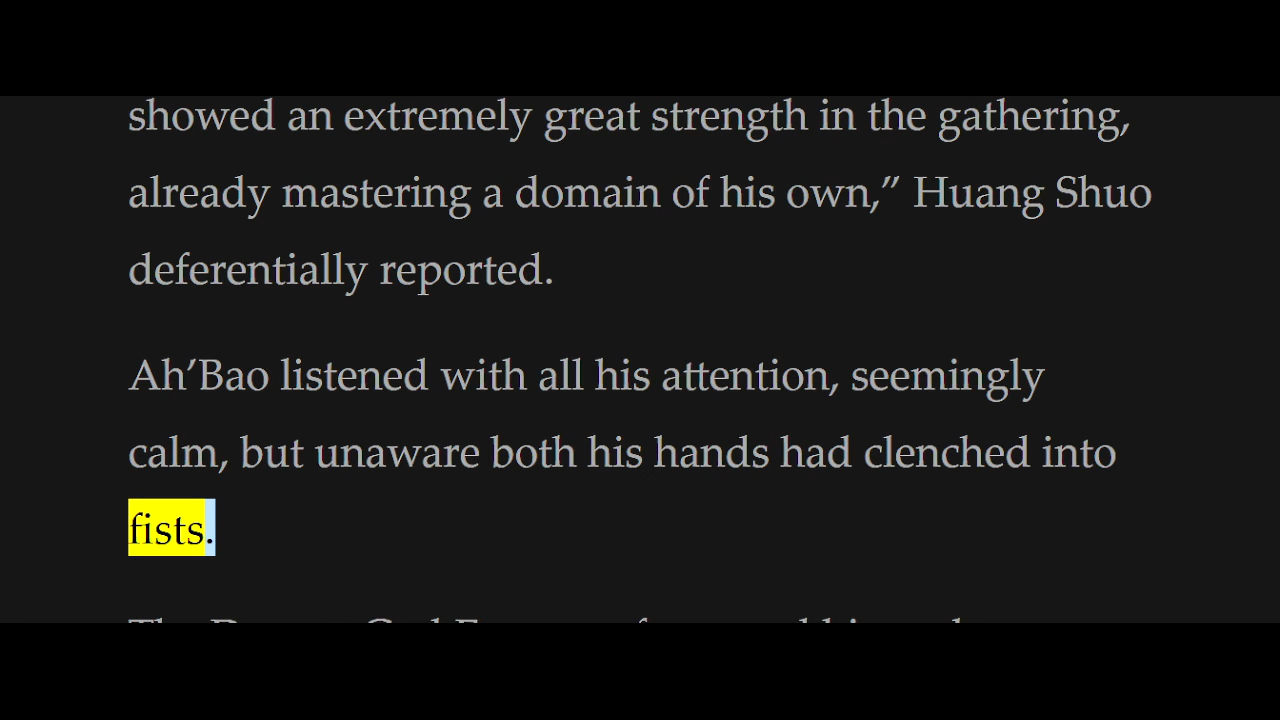 showed an extremely great strength in the gathering,
already mastering a domain of his own,” Huang Shuo
deferentially reported.
Ah’Bao listened with all his attention, seemingly
calm, but unaware both his hands had clenched into
fists.